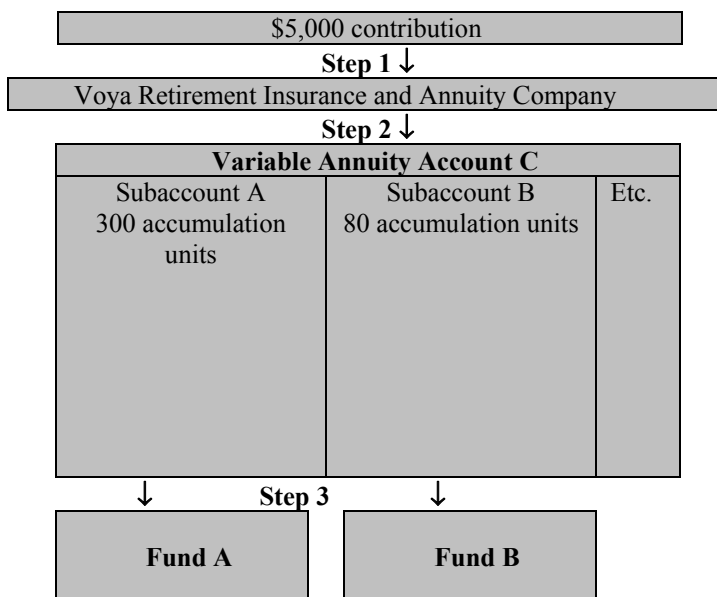 $5,000 contribution
Step 1 ↓
Voya Retirement Insurance and Annuity Company
Step 2 ↓
Variable Annuity Account C
Subaccount A
300 accumulation
units
Subaccount B
80 accumulation units
Etc.
↓ Step 3 ↓
Fund A
Fund B